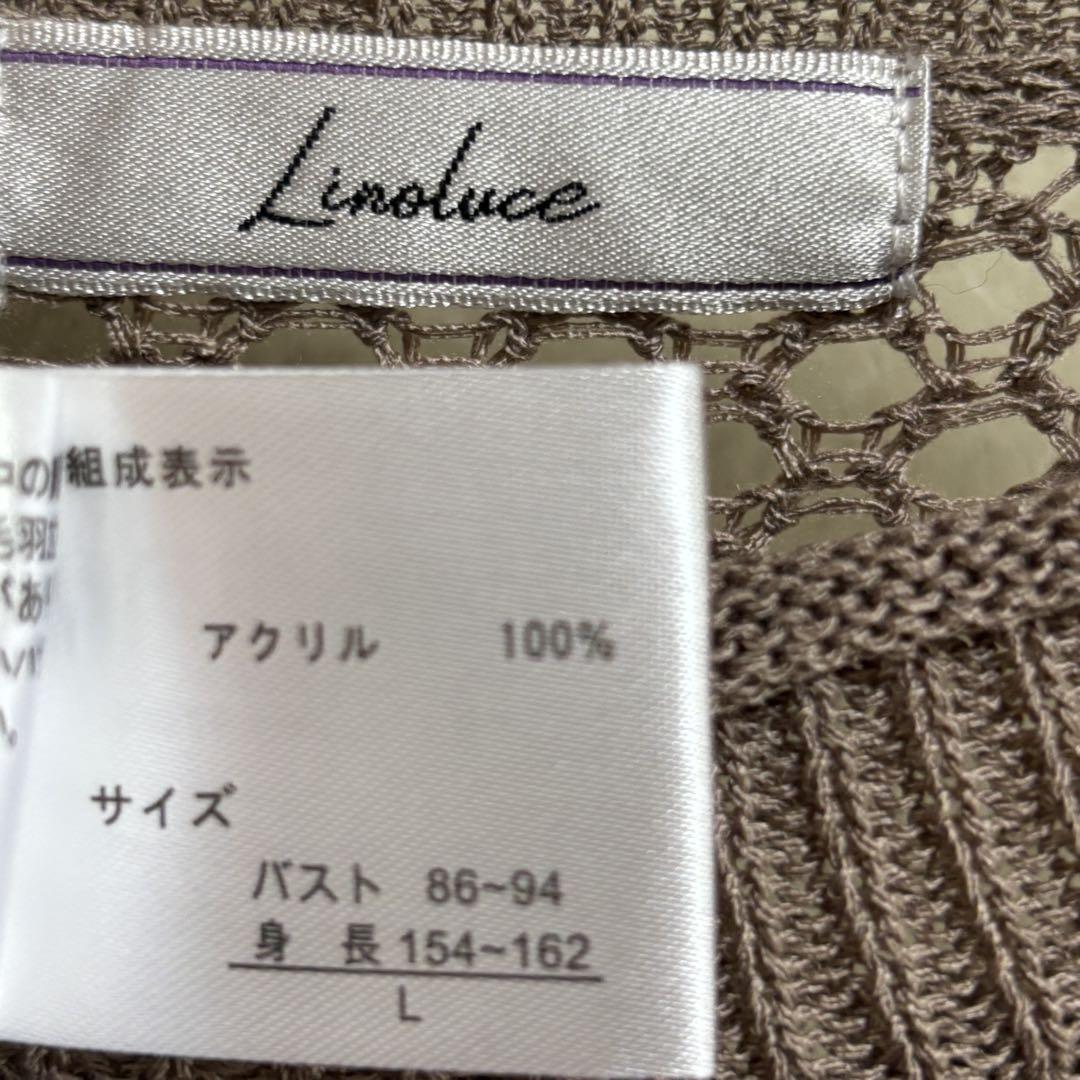 Linoluce
組成表示
アクリル 100%
サイズ
バスト 86~94
身 長 154~162
L